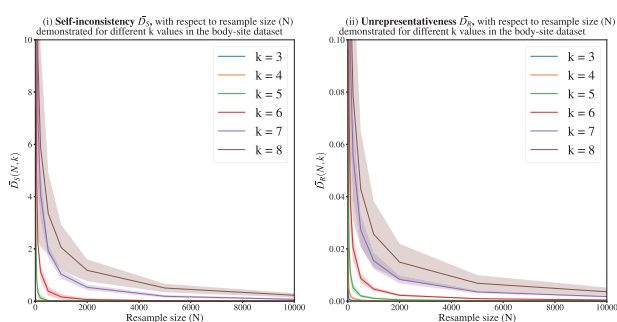 (i) Self-inconsistency D̄_S, with respect to resample size (N)
demonstrated for different k values in the body-site dataset
10
8
6
4
2
0
D̄_S(N, k)
k = 3
k = 4
k = 5
k = 6
k = 7
k = 8
0 2000 4000 6000 8000 10000
Resample size (N)
(ii) Unrepresentativeness D̄_R, with respect to resample size (N)
demonstrated for different k values in the body-site dataset
0.10
0.08
0.06
0.04
0.02
0.00
D̄_R(N, k)
k = 3
k = 4
k = 5
k = 6
k = 7
k = 8
0 2000 4000 6000 8000 10000
Resample size (N)